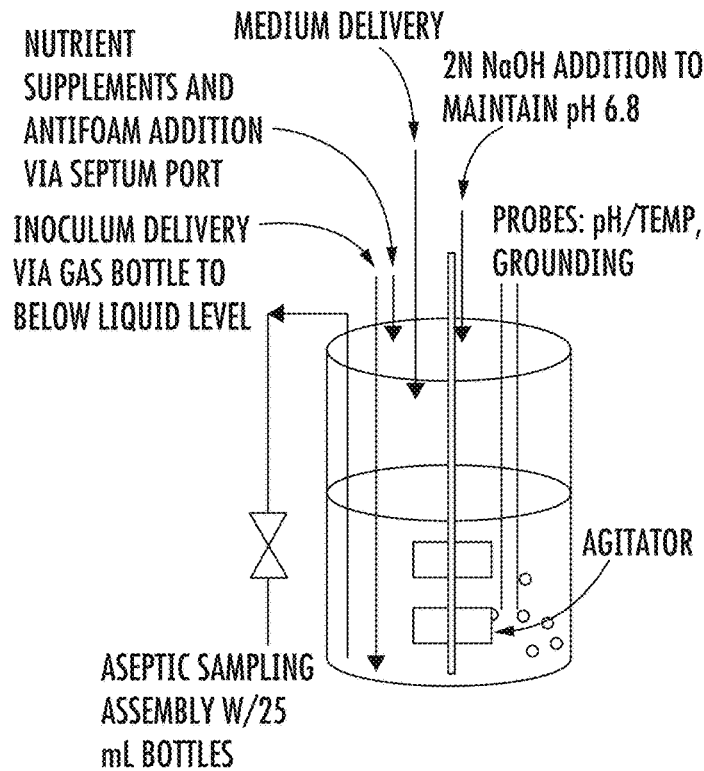 NUTRIENT
SUPPLEMENTS AND
ANTIFOAM ADDITION
VIA SEPTUM PORT
MEDIUM DELIVERY
2N NaOH ADDITION TO
MAINTAIN pH 6.8
INOCULUM DELIVERY
VIA GAS BOTTLE TO
BELOW LIQUID LEVEL
PROBES: pH/TEMP,
GROUNDING
AGITATOR
ASEPTIC SAMPLING
ASSEMBLY W/25
mL BOTTLES